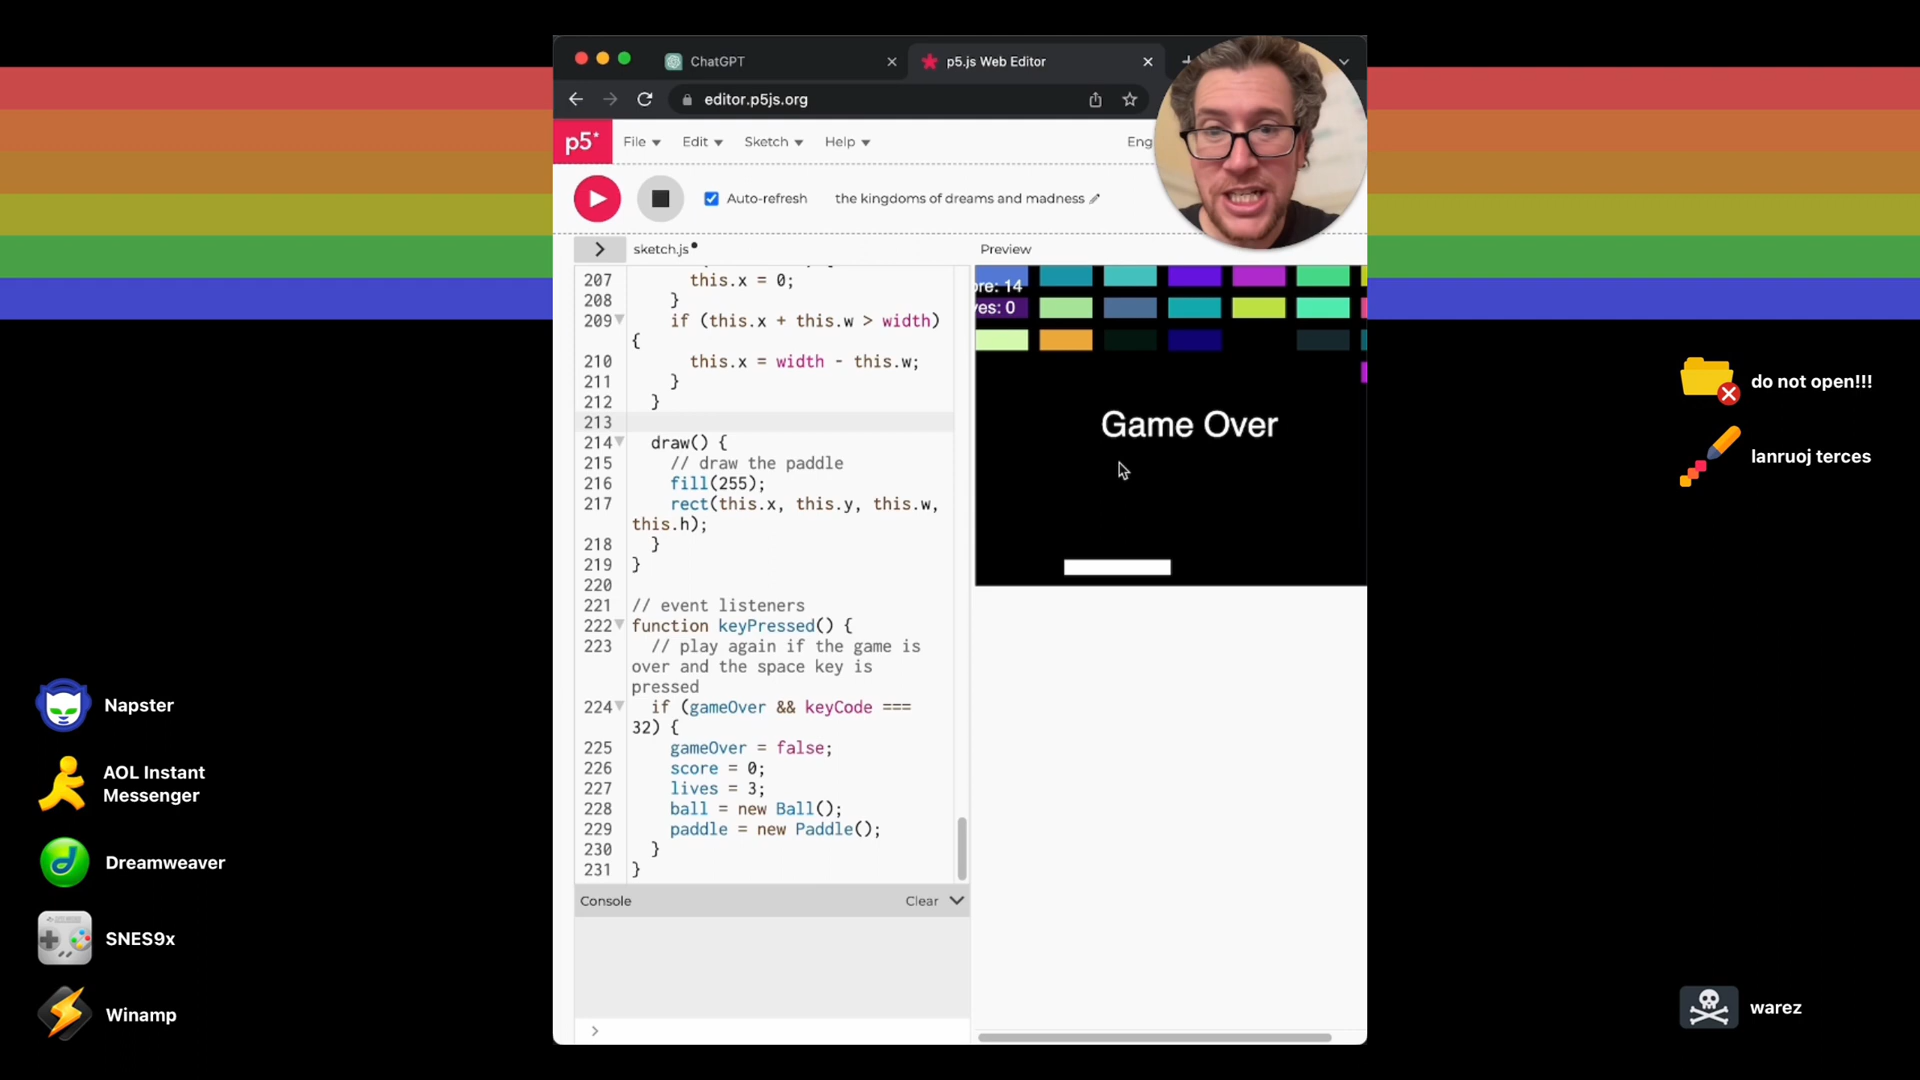 ChatGPT
p5.js Web Editor
editor.p5js.org
p5*
File
Edit
Sketch
Help
Eng
Auto-refresh
the kingdoms of dreams and madness
sketch.js
Preview
207 this.x = 0;
208 }
209 if (this.x + this.w > width)
{
210 this.x = width - this.w;
211 }
212 }
213
214 draw() {
215 // draw the paddle
216 fill(255);
217 rect(this.x, this.y, this.w,
this.h);
218 }
219 }
220
221 // event listeners
222 function keyPressed() {
223 // play again if the game is
over and the space key is
pressed
224 if (gameOver && keyCode ===
32) {
225 gameOver = false;
226 score = 0;
227 lives = 3;
228 ball = new Ball();
229 paddle = new Paddle();
230 }
231 }
Console
Clear
>
ore: 14
ves: 0
Game Over
Napster
AOL Instant
Messenger
Dreamweaver
SNES9x
Winamp
do not open!!!
lanruoj terces
warez